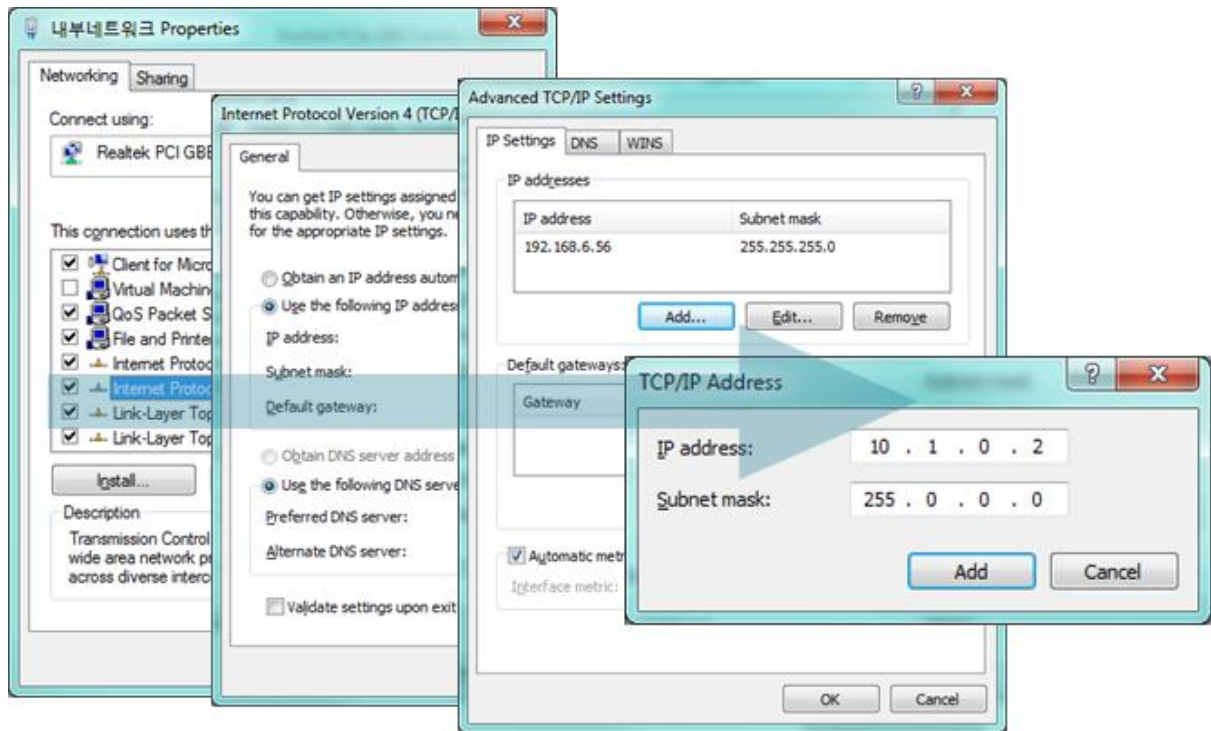 내부네트워크 Properties
Networking
Sharing
Connect using:
Realtek PCI GBE
This connection uses th
Client for Micro
Virtual Machin
QoS Packet S
File and Printe
Internet Protoc
Internet Protoc
Link-Layer Top
Link-Layer Top
Install...
Description
Transmission Control
wide area network pr
across diverse interco
Internet Protocol Version 4 (TCP/I
General
You can get IP settings assigned
this capability. Otherwise, you ne
for the appropriate IP settings.
Obtain an IP address autom
Use the following IP address
IP address:
Subnet mask:
Default gateway:
Obtain DNS server address
Use the following DNS serve
Preferred DNS server:
Alternate DNS server:
Validate settings upon exit
Advanced TCP/IP Settings
IP Settings
DNS
WINS
IP addresses
IP address Subnet mask
192.168.6.56 255.255.255.0
Add... Edit... Remove
Default gateways:
Gateway
Automatic metr
Interface metric:
OK Cancel
TCP/IP Address
IP address: 10 . 1 . 0 . 2
Subnet mask: 255 . 0 . 0 . 0
Add Cancel